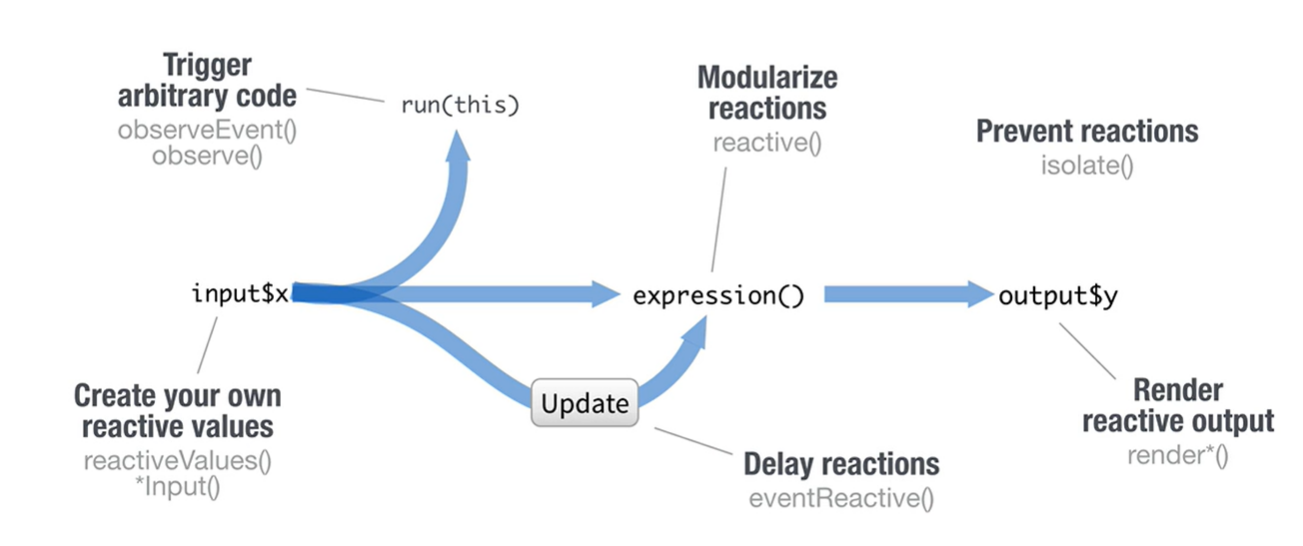 Trigger
arbitrary code
observeEvent()
observe()
run(this)
Modularize
reactions
reactive()
Prevent reactions
isolate()
input$x
expression()
output$y
Create your own
reactive values
reactiveValues()
*Input()
Update
Delay reactions
eventReactive()
Render
reactive output
render*()